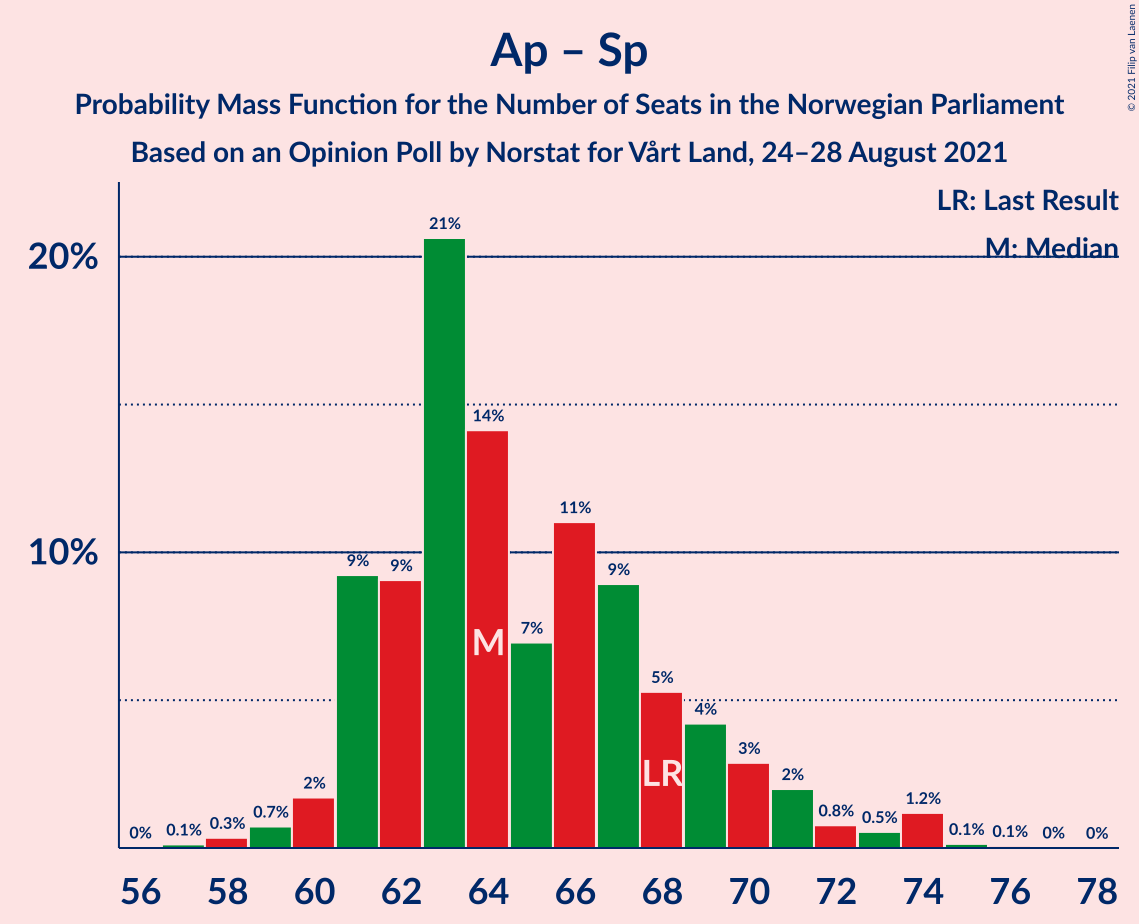 Ap – Sp
Probability Mass Function for the Number of Seats in the Norwegian Parliament
Based on an Opinion Poll by Norstat for Vårt Land, 24–28 August 2021
© 2021 Filip van Laenen
LR: Last Result
M: Median
20%
10%
0%
0.1%
0.3%
0.7%
2%
9%
9%
21%
14%
7%
11%
9%
5%
4%
3%
2%
0.8%
0.5%
1.2%
0.1%
0.1%
0%
0%
M
LR
56 58 60 62 64 66 68 70 72 74 76 78